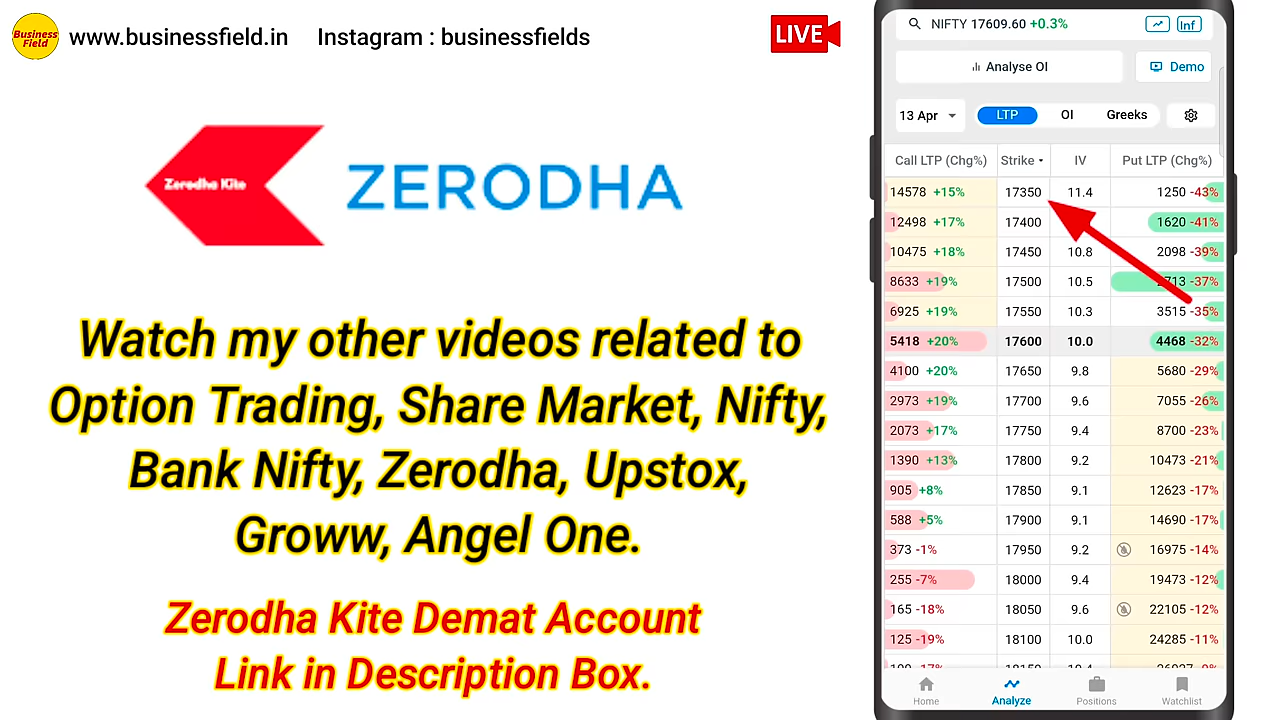 Business Field
www.businessfield.in Instagram : businessfields
LIVE
Zerodha Kite
ZERODHA
Watch my other videos related to
Option Trading, Share Market, Nifty,
Bank Nifty, Zerodha, Upstox,
Groww, Angel One.
Zerodha Kite Demat Account
Link in Description Box.
NIFTY 17609.60 +0.3% Inf
Analyse OI Demo
13 Apr LTP OI Greeks
Call LTP (Chg%) Strike IV Put LTP (Chg%)
14578 +15% 17350 11.4 1250 -43%
12498 +17% 17400 1620 -41%
10475 +18% 17450 10.8 2098 -39%
8633 +19% 17500 10.5 -37%
6925 +19% 17550 10.3 3515 -35%
5418 +20% 17600 10.0 4468 -32%
4100 +20% 17650 9.8 5680 -29%
2973 +19% 17700 9.6 7055 -26%
2073 +17% 17750 9.4 8700 -23%
1390 +13% 17800 9.2 10473 -21%
905 +8% 17850 9.1 12623 -17%
588 +5% 17900 9.1 14690 -17%
373 -1% 17950 9.2 16975 -14%
255 -7% 18000 9.4 19473 -12%
165 -18% 18050 9.6 22105 -12%
125 -19% 18100 10.0 24285 -11%
Home Analyze Positions Watchlist